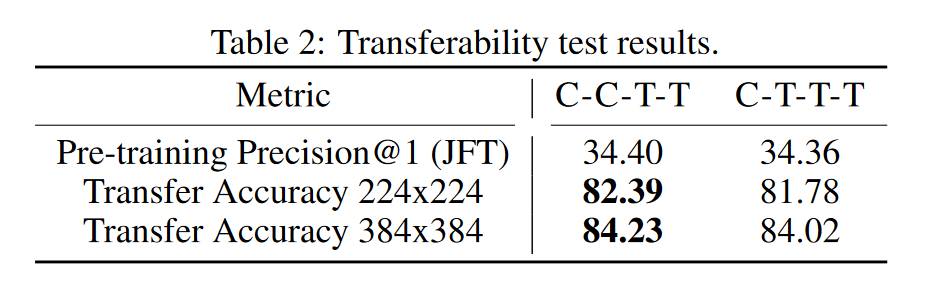 Table 2: Transferability test results.
Metric C-C-T-T C-T-T-T
Pre-training Precision@1 (JFT) 34.40 34.36
Transfer Accuracy 224x224 82.39 81.78
Transfer Accuracy 384x384 84.23 84.02